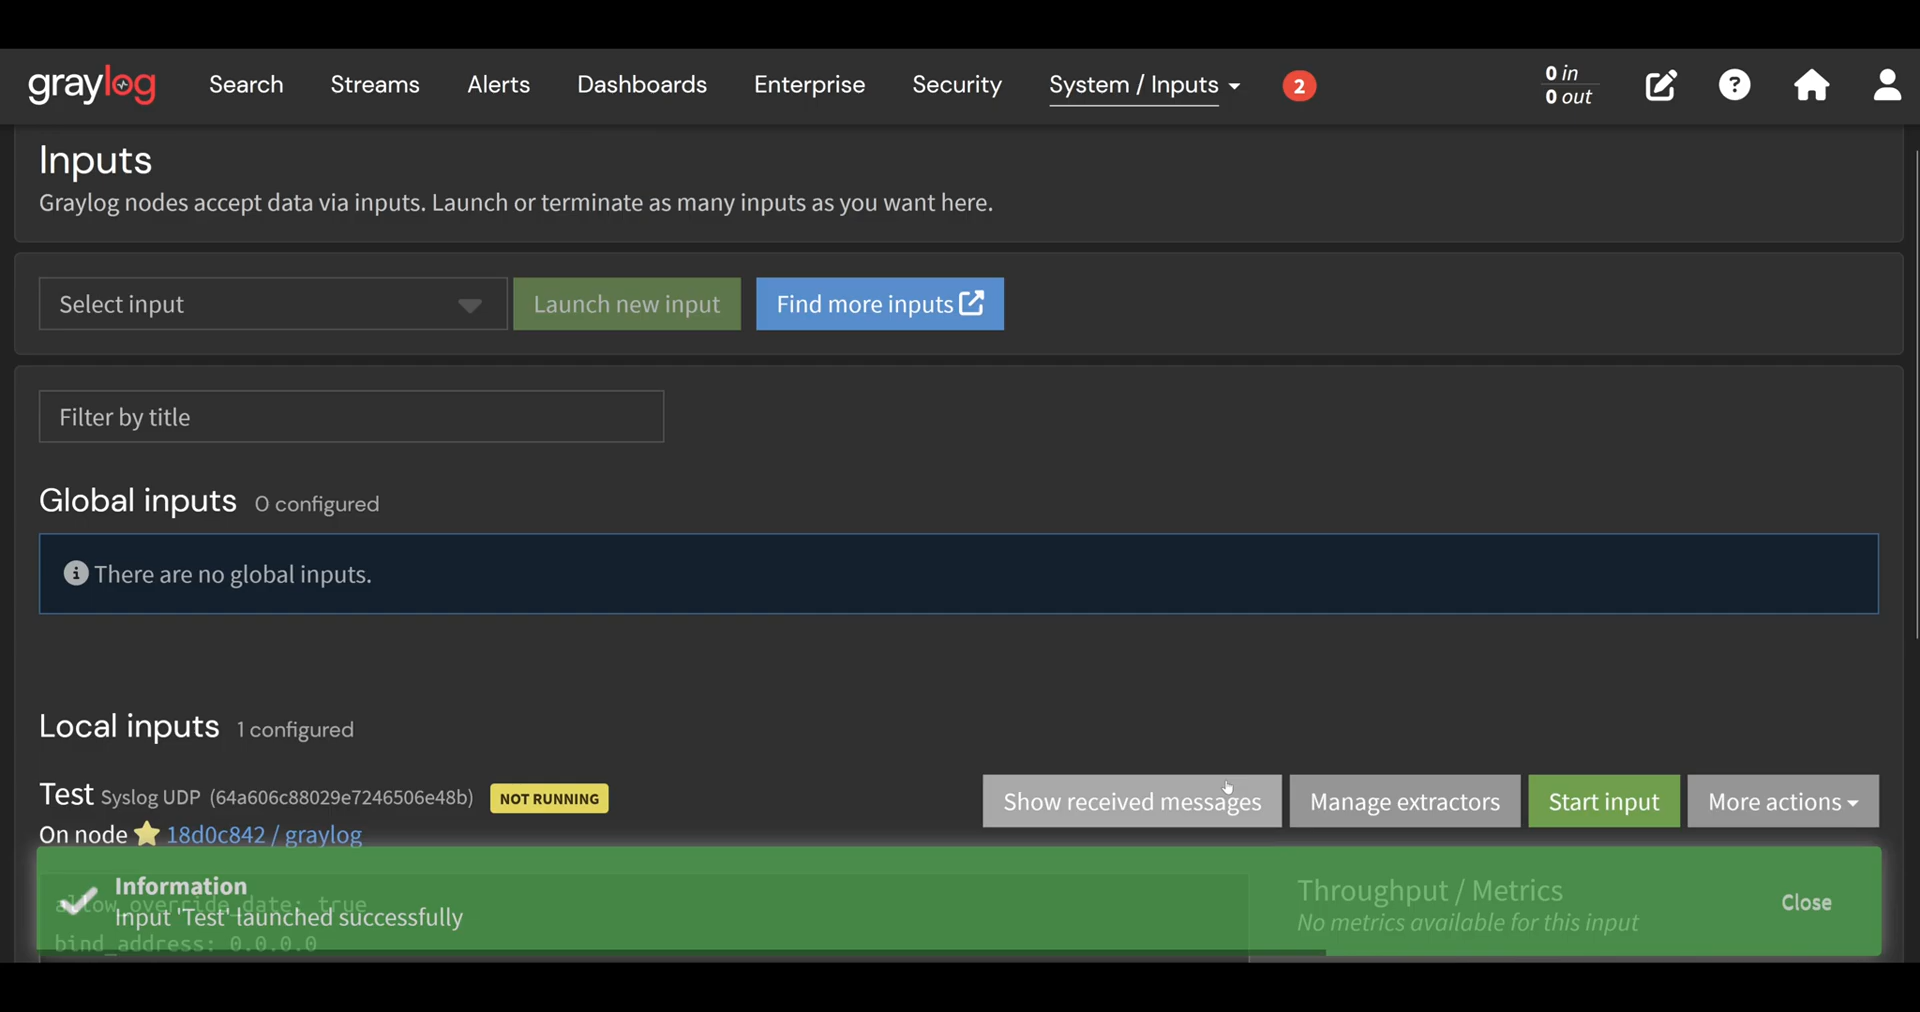 graylog Search Streams Alerts Dashboards Enterprise Security System / Inputs 2 0 in
0 out
Inputs
Graylog nodes accept data via inputs. Launch or terminate as many inputs as you want here.
Select input Launch new input Find more inputs
Filter by title
Global inputs 0 configured
There are no global inputs.
Local inputs 1 configured
Test Syslog UDP (64a606c88029e7246506e48b) NOT RUNNING Show received messages Manage extractors Start input More actions
On node 18d0c842 / graylog
Information
Input 'Test' launched successfully
allow_override_date: true
bind_address: 0.0.0.0
Throughput / Metrics
No metrics available for this input
Close